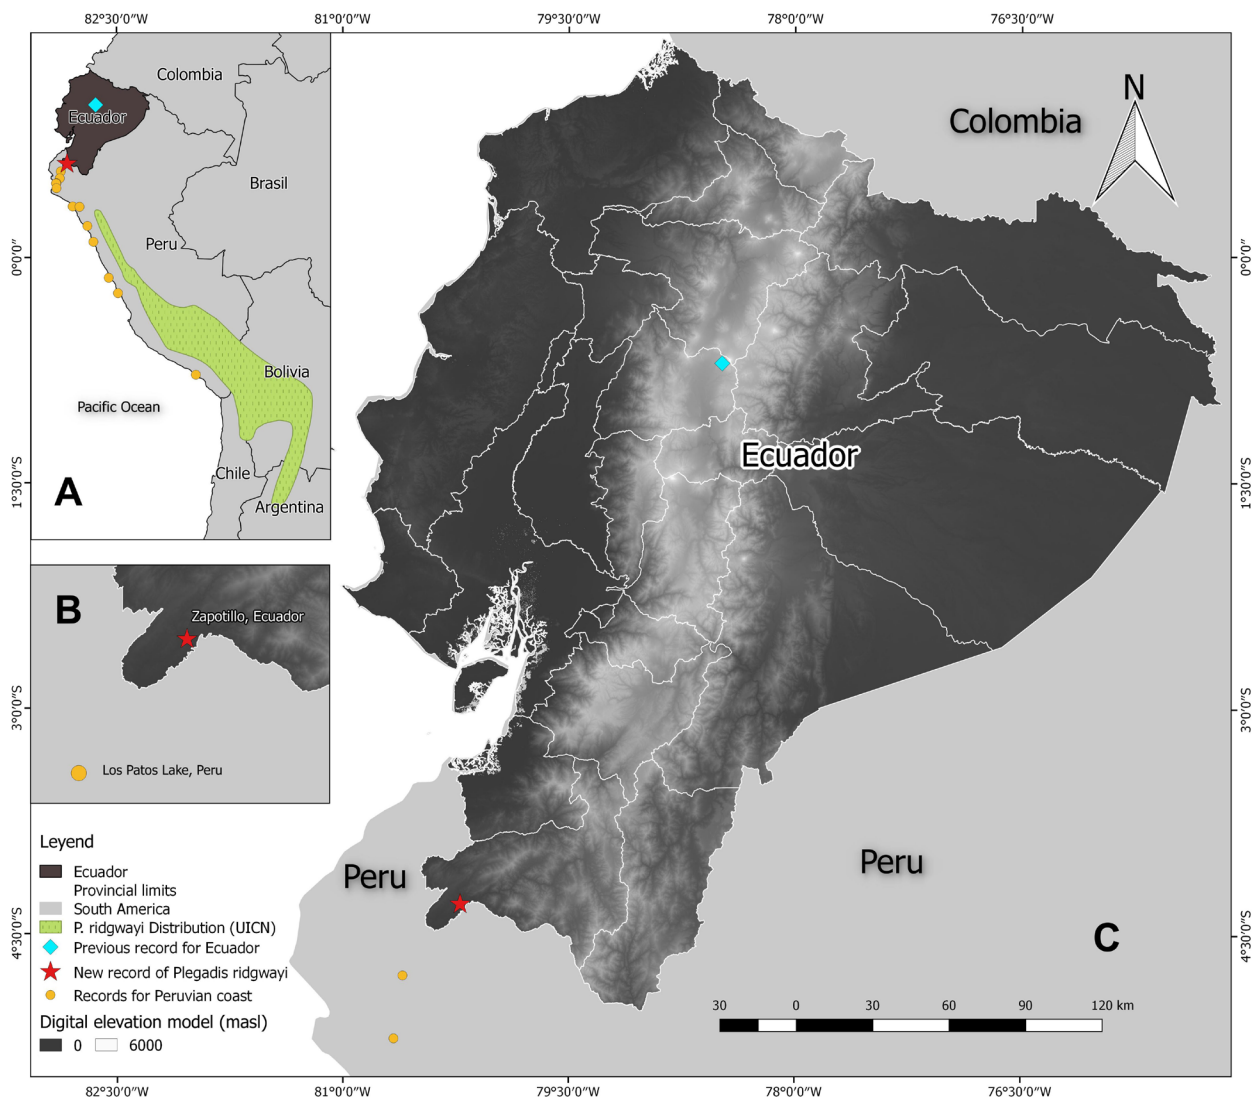 82°30'0"W 81°0'0"W 79°30'0"W 78°0'0"W 76°30'0"W
Colombia
Ecuador
Brasil
Peru
Bolivia
Pacific Ocean
Chile
Argentina
A
N
Colombia
Ecuador
0°0'0"
0°0'0"
1°30'0"S
1°30'0"S
B
Zapotillo, Ecuador
Los Patos Lake, Peru
3°0'0"S
3°0'0"S
Peru
Peru
C
4°30'0"S
4°30'0"S
Leyend
Ecuador
Provincial limits
South America
P. ridgwayi Distribution (UICN)
Previous record for Ecuador
New record of Plegadis ridgwayi
Records for Peruvian coast
Digital elevation model (masl)
0 6000
30 0 30 60 90 120 km
82°30'0"W 81°0'0"W 79°30'0"W 78°0'0"W 76°30'0"W